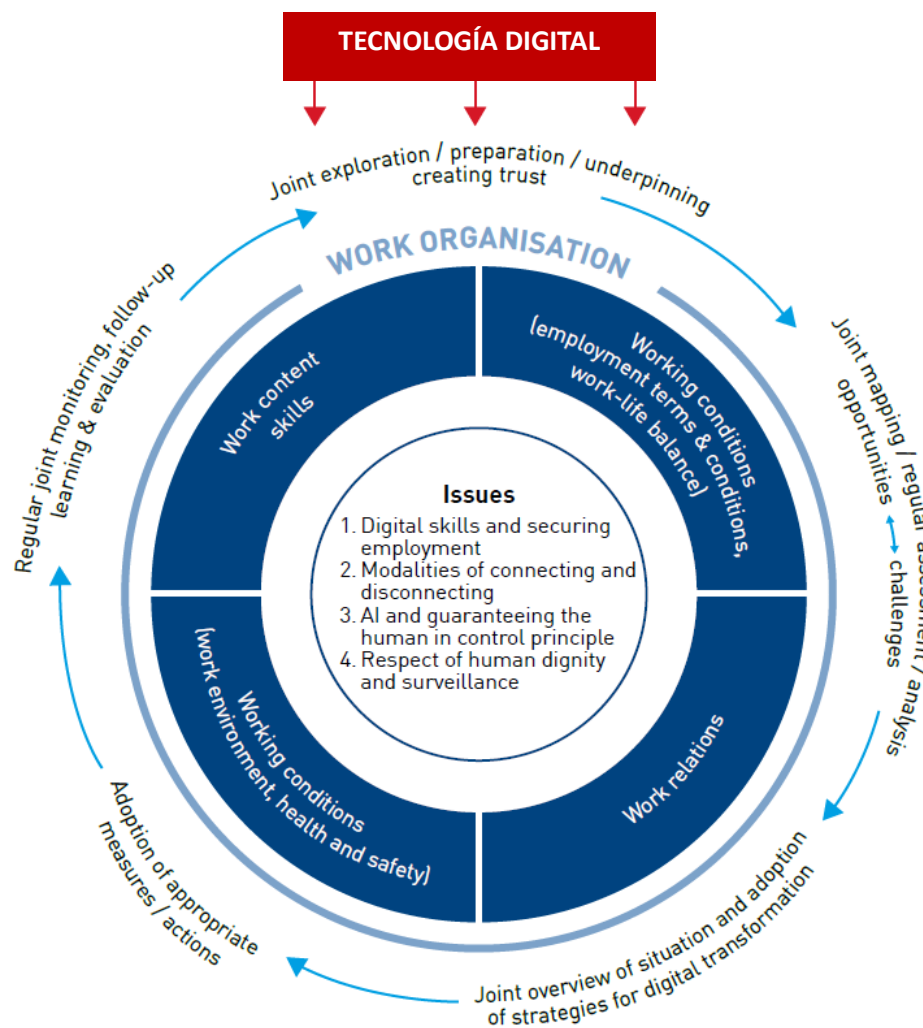 TECNOLOGÍA DIGITAL
Joint exploration / preparation / underpinning
creating trust
WORK ORGANISATION
Joint mapping / regular assessment / analysis
opportunities
challenges
Joint overview of situation and adoption
of strategies for digital transformation
Adoption of appropriate
measures / actions
Regular joint monitoring, follow-up
learning & evaluation
Work content
skills
Working conditions
(employment terms & conditions,
work-life balance)
Work relations
Working conditions
(work environment, health and safety)
Issues
1. Digital skills and securing
employment
2. Modalities of connecting and
disconnecting
3. AI and guaranteeing the
human in control principle
4. Respect of human dignity
and surveillance